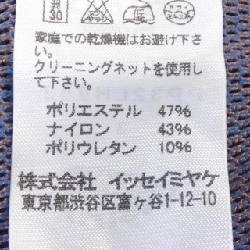 30
家庭での乾燥機はお避け下さ
い。
クリーニングネットを使用し
て下さい。
ポリエステル 47%
ナイロン 43%
ポリウレタン 10%
株式会社 イッセイミヤケ
東京都渋谷区富ヶ谷1-12-10